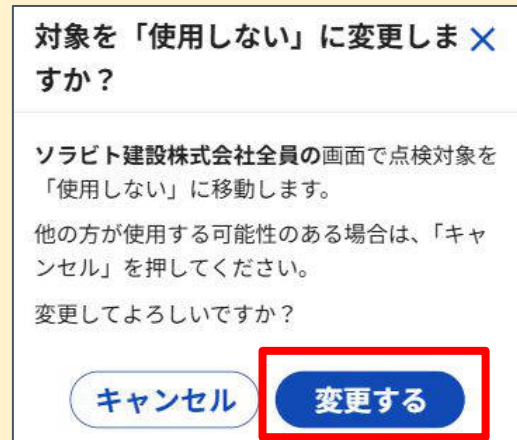 対象を「使用しない」に変更しま
すか？
ソラビト建設株式会社全員の画面で点検対象を
「使用しない」に移動します。
他の方が使用する可能性のある場合は、「キャ
ンセル」を押してください。
変更してよろしいですか？
キャンセル
変更する